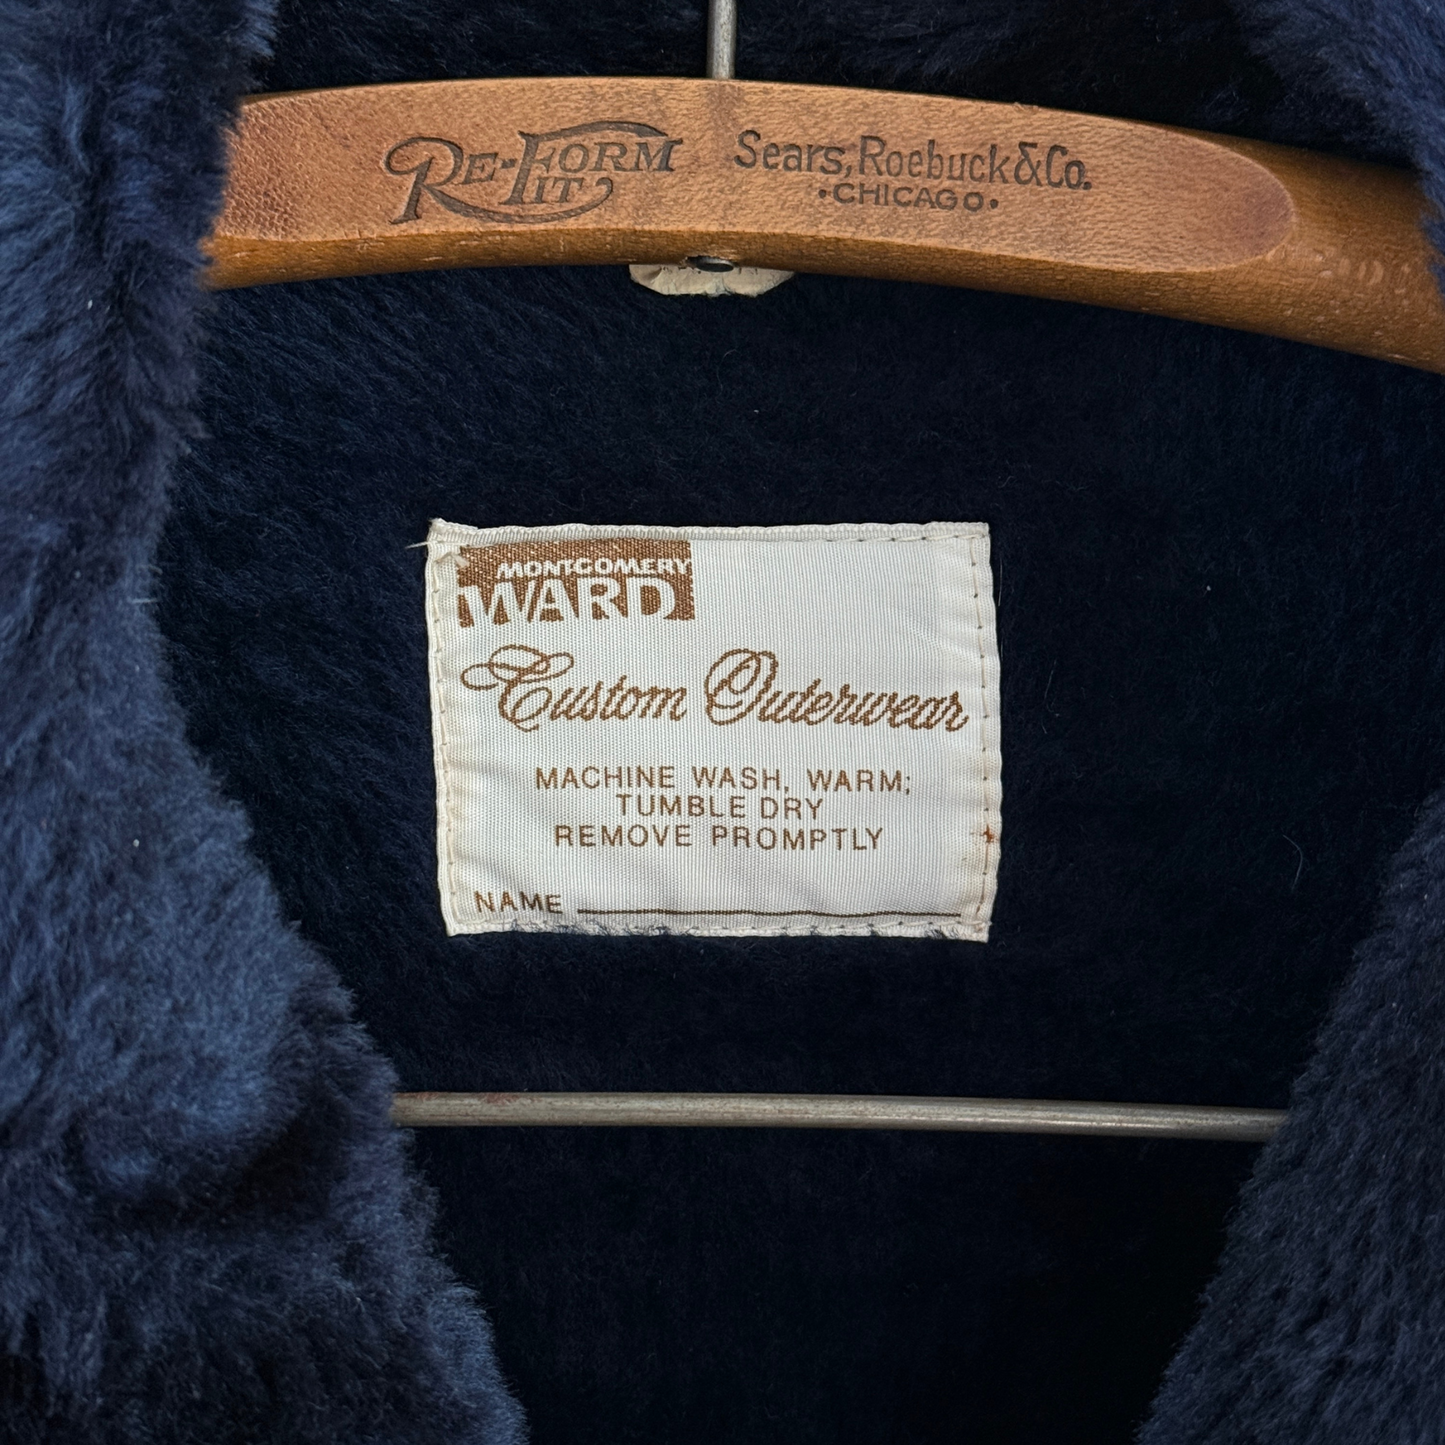 RE-FORM FIT
Sears, Roebuck & Co.
• CHICAGO •
MONTGOMERY
WARD
Custom Outerwear
MACHINE WASH, WARM;
TUMBLE DRY
REMOVE PROMPTLY
NAME